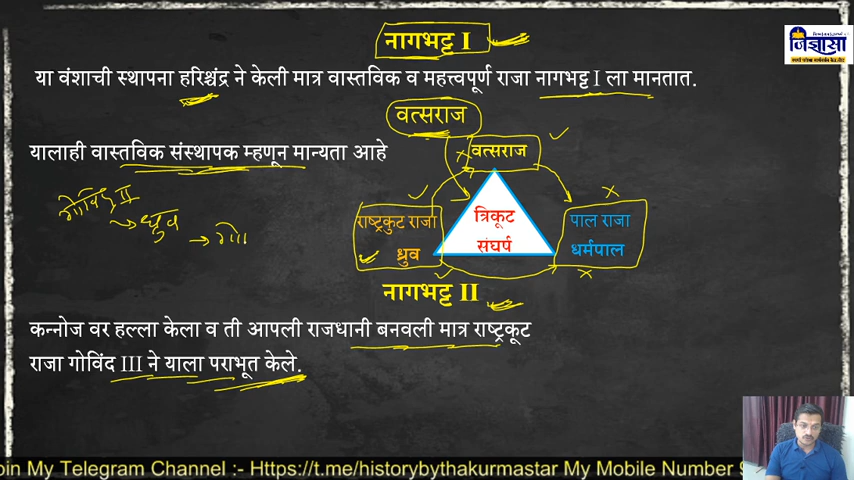 नागभट्ट I
जिज्ञासा
या वंशाची स्थापना हरिश्चंद्र ने केली मात्र वास्तविक व महत्त्वपूर्ण राजा नागभट्ट I ला मानतात.
वत्सराज
यालाही वास्तविक संस्थापक म्हणून मान्यता आहे
वत्सराज
गोविंद II
ध्रुव
गो
राष्ट्रकुट राजा
ध्रुव
त्रिकूट
संघर्ष
पाल राजा
धर्मपाल
नागभट्ट II
कन्नोज वर हल्ला केला व ती आपली राजधानी बनवली मात्र राष्ट्रकूट
राजा गोविंद III ने याला पराभूत केले.
oin My Telegram Channel :- Https://t.me/historybythakurmastar My Mobile Number 9